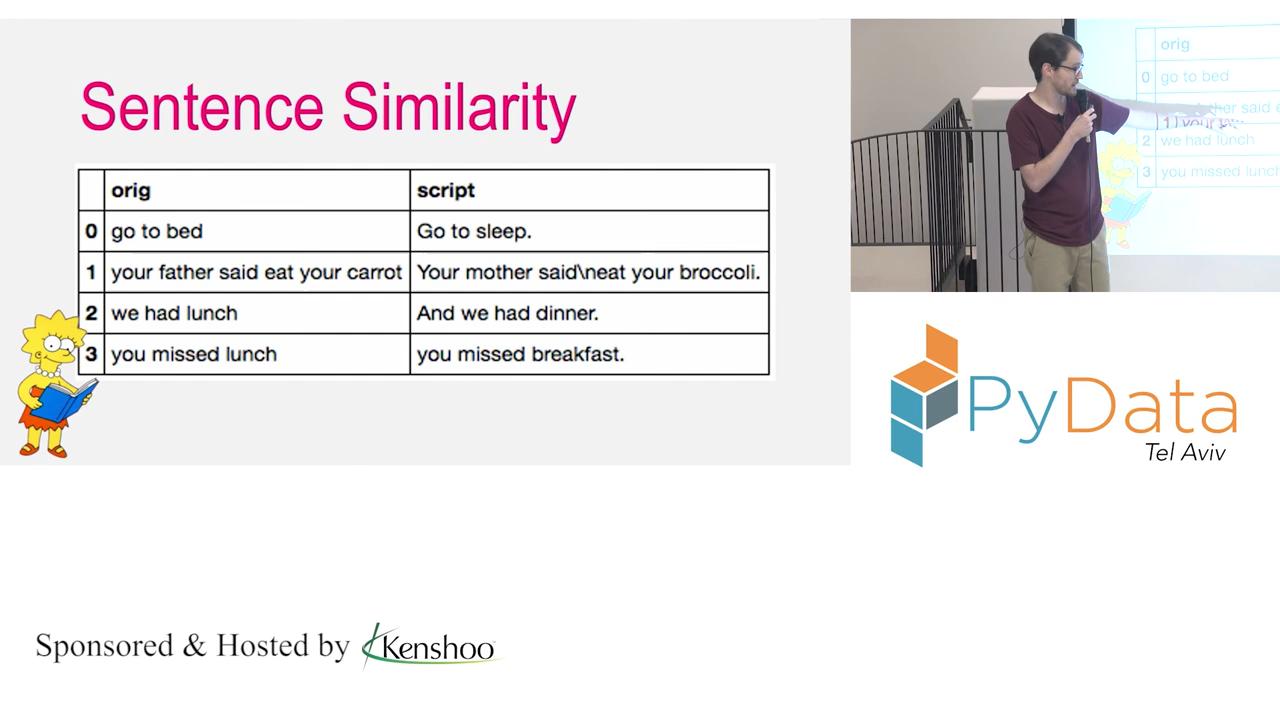 Sentence Similarity
orig script
0 go to bed Go to sleep.
1 your father said eat your carrot Your mother said\neat your broccoli.
2 we had lunch And we had dinner.
3 you missed lunch you missed breakfast.
orig
0 go to bed
father said
2 we had lunch
3 you missed lunch
PyData
Tel Aviv
Sponsored & Hosted by Kenshoo